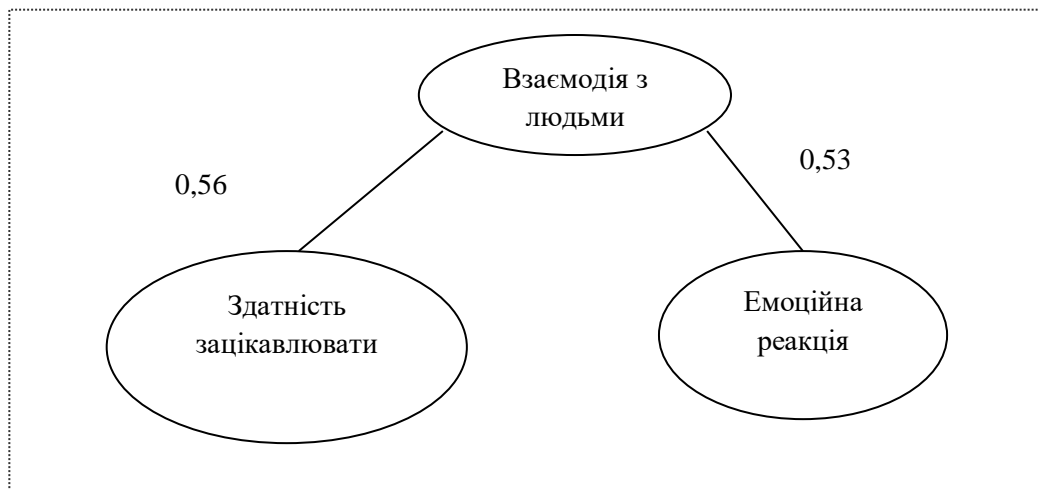 Взаємодія з
людьми
0,56
0,53
Здатність
зацікавлювати
Емоційна
реакція